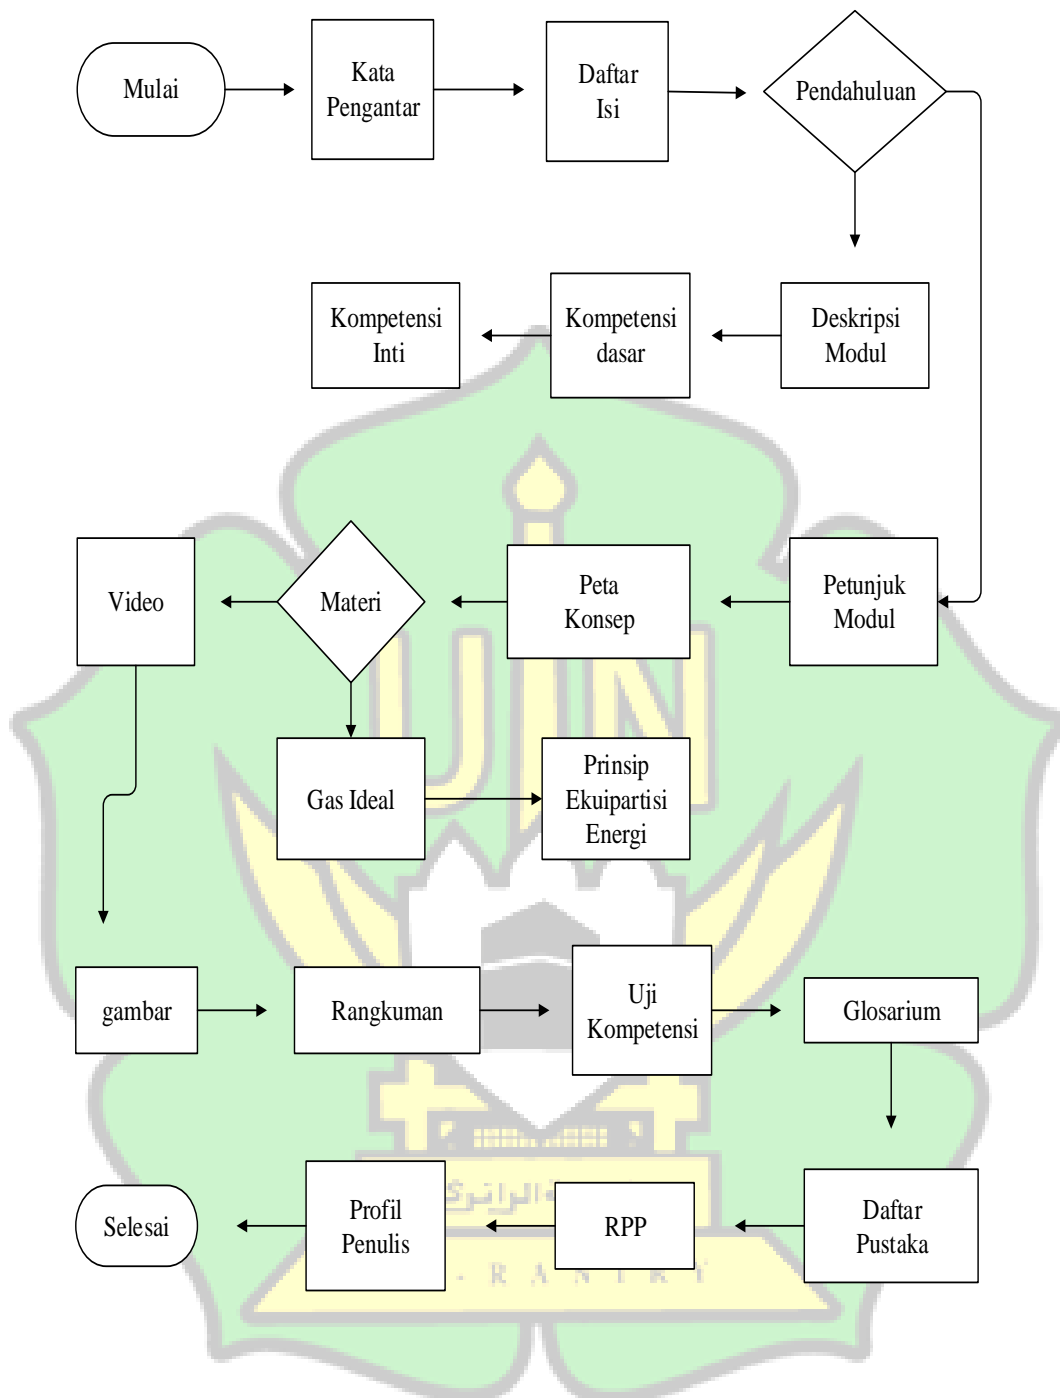 Mulai
Kata
Pengantar
Daftar
Isi
Pendahuluan
Kompetensi
Inti
Kompetensi
dasar
Deskripsi
Modul
Video
Materi
Peta
Konsep
Petunjuk
Modul
UIN
Gas Ideal
Prinsip
Ekuipartisi
Energi
gambar
Rangkuman
Uji
Kompetensi
Glosarium
Selesai
Profil
Penulis
RPP
Daftar
Pustaka
- R A N I R Y